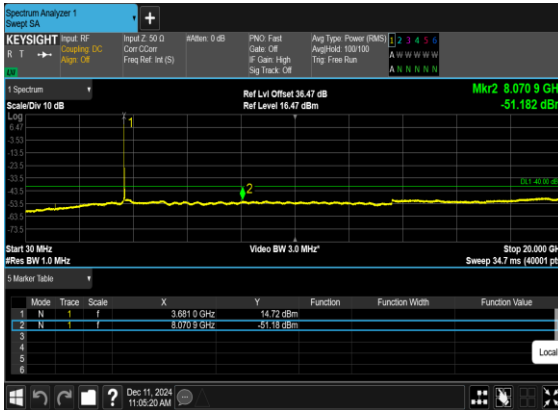 Spectrum Analyzer 1
Swept SA
+
KEYSIGHT Input: RF Input Z: 50 Ω #Atten: 0 dB PNO: Fast Avg Type: Power (RMS) 1 2 3 4 5 6
R T Coupling: DC Corr CCorr Gate: Off Avg|Hold: 100/100 A W W W W W
Align: Off Freq Ref: Int (S) IF Gain: High Trig: Free Run
Sig Track: Off A N N N N N
1 Spectrum Mkr2 8.070 9 GH
Scale/Div 10 dB Ref Lvl Offset 36.47 dB -51.182 dBr
Ref Level 16.47 dBm
Log
6.47
-3.53
-13.5
-23.5
-33.5
-43.5
-53.5
-63.5
-73.5
1
2
DL1 -40.00 dB
Start 30 MHz Video BW 3.0 MHz* Stop 20.000 GH
#Res BW 1.0 MHz Sweep 34.7 ms (40001 pt
5 Marker Table
Mode Trace Scale X Y Function Function Width Function Value
1 N 1 f 3.681 0 GHz 14.72 dBm
2 N 1 f 8.070 9 GHz -51.18 dBm
3
4
5
6
Local
? Dec 11, 2024
11:05:20 AM